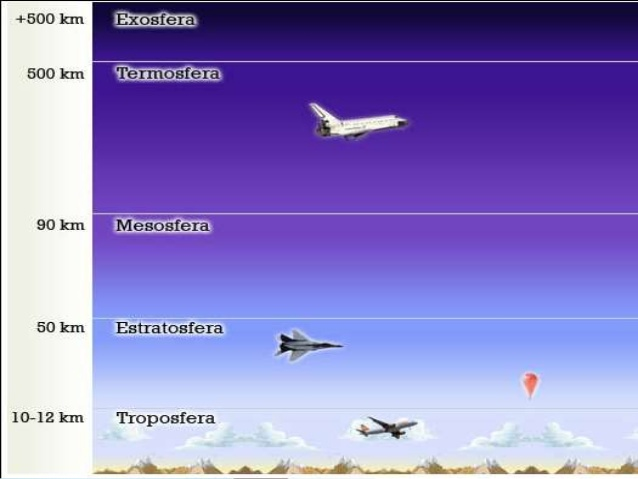 +500 km Exosfera
500 km Termosfera
90 km Mesosfera
50 km Estratosfera
10-12 km Troposfera